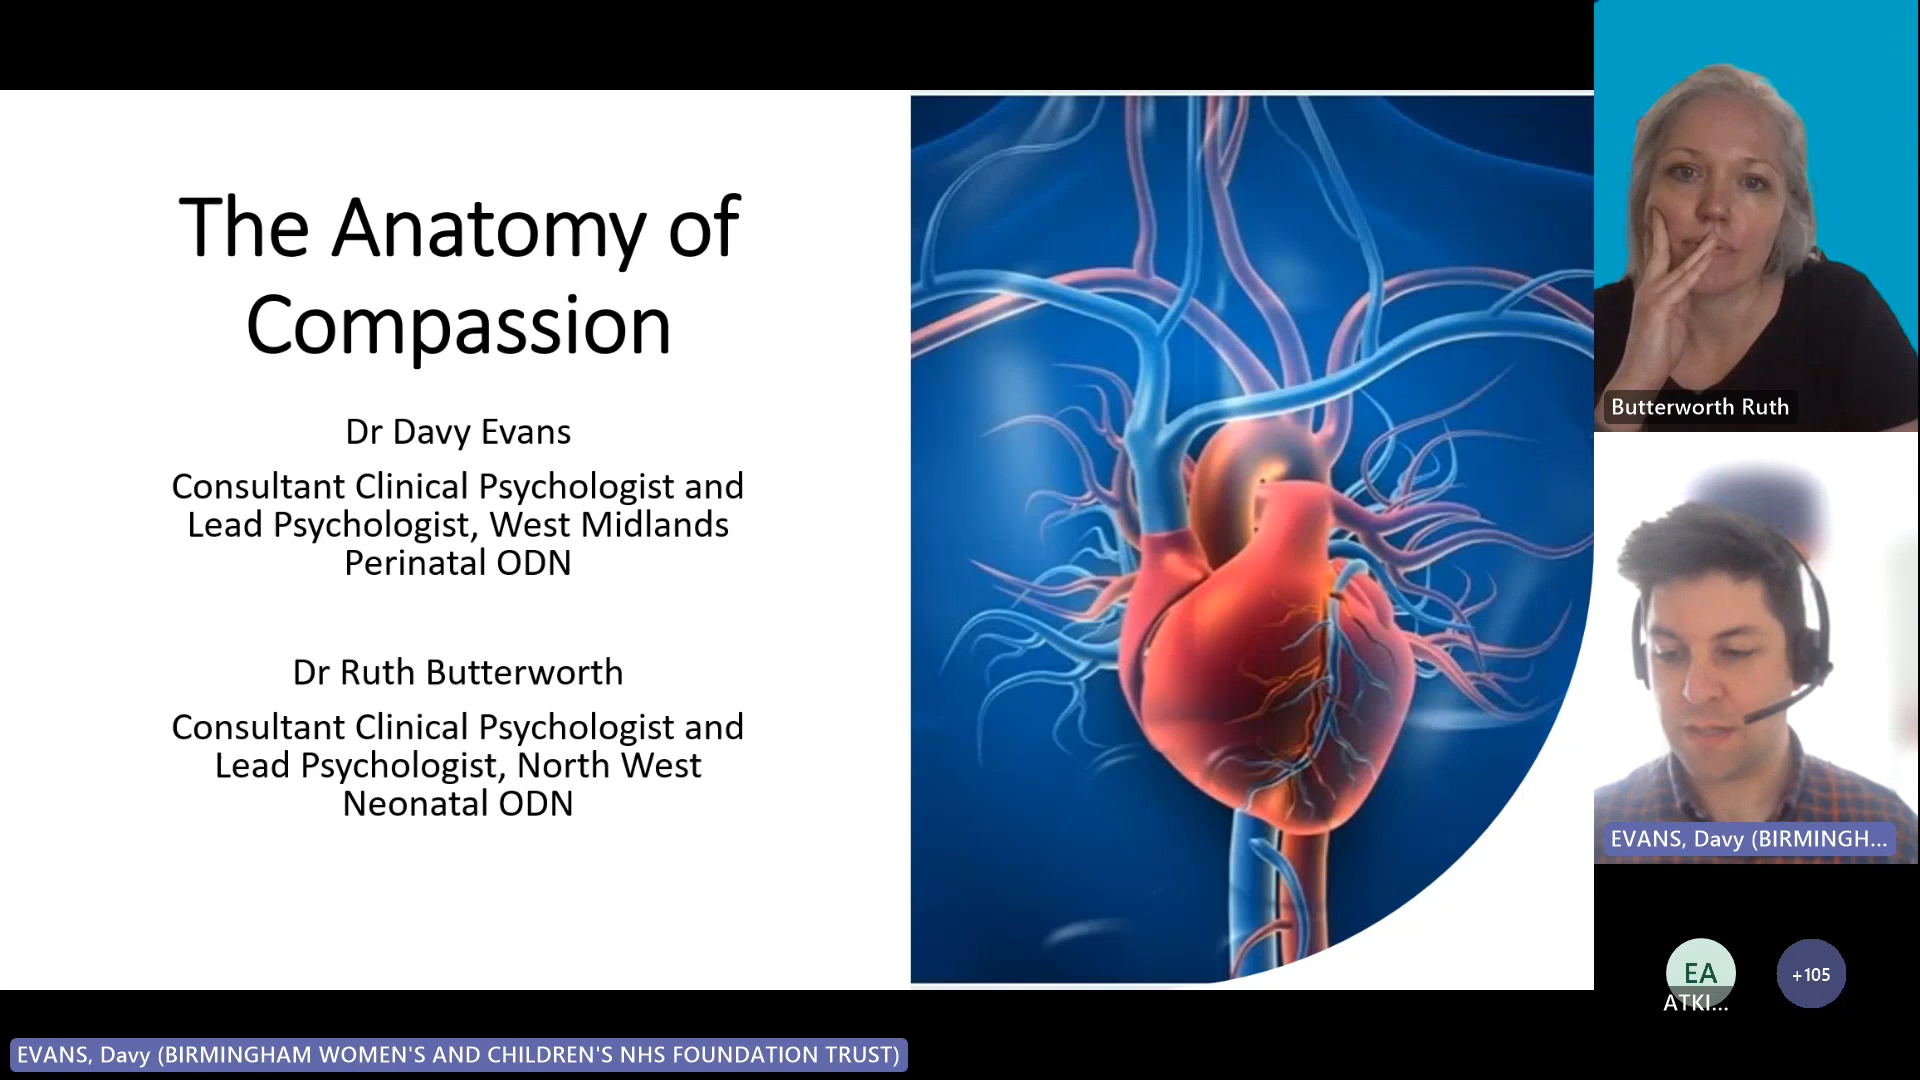 The Anatomy of
Compassion
Dr Davy Evans
Consultant Clinical Psychologist and
Lead Psychologist, West Midlands
Perinatal ODN
Dr Ruth Butterworth
Consultant Clinical Psychologist and
Lead Psychologist, North West
Neonatal ODN
Butterworth Ruth
EVANS, Davy (BIRMINGH...
EA
ATKI...
+105
EVANS, Davy (BIRMINGHAM WOMEN'S AND CHILDREN'S NHS FOUNDATION TRUST)